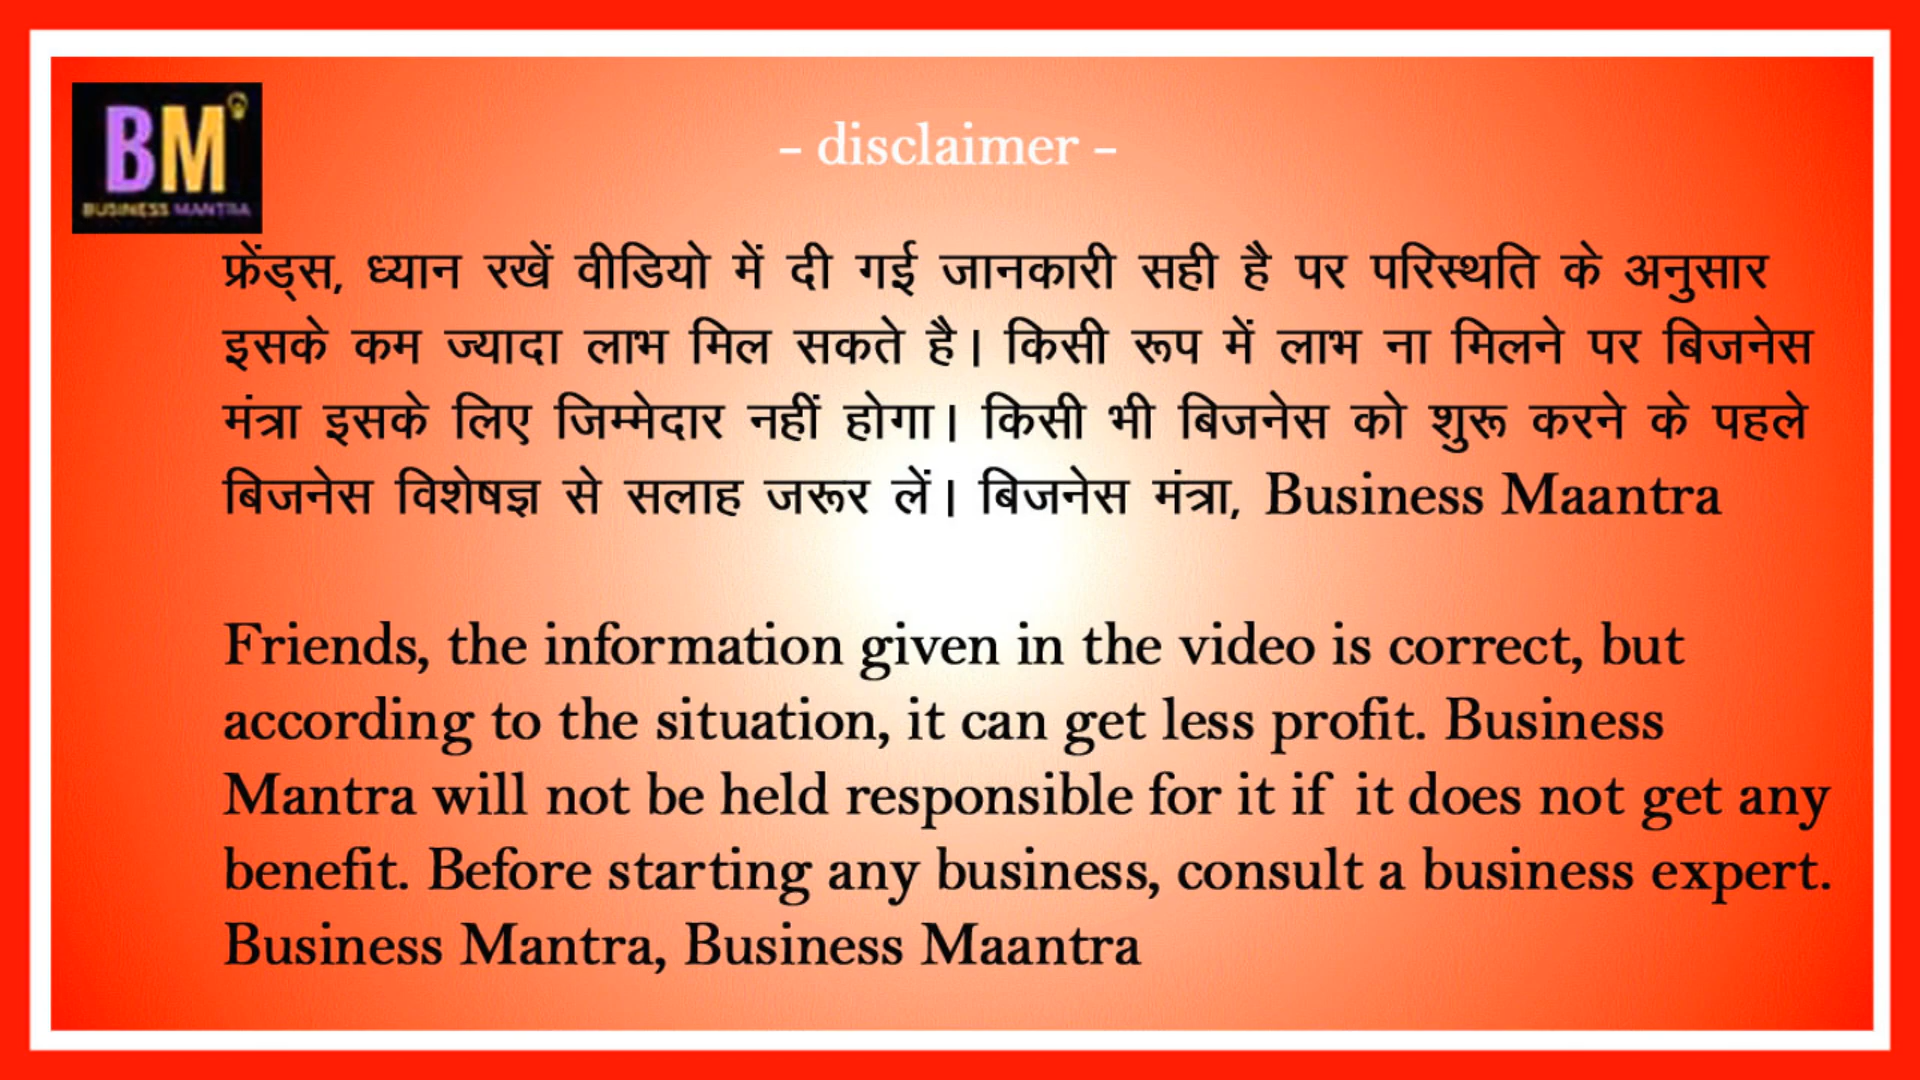 BM
BUSINESS MANTRA
- disclaimer -
फ्रेंड्स, ध्यान रखें वीडियो में दी गई जानकारी सही है पर परिस्थति के अनुसार
इसके कम ज्यादा लाभ मिल सकते है। किसी रूप में लाभ ना मिलने पर बिजनेस
मंत्रा इसके लिए जिम्मेदार नहीं होगा। किसी भी बिजनेस को शुरू करने के पहले
बिजनेस विशेषज्ञ से सलाह जरूर लें। बिजनेस मंत्रा, Business Maantra
Friends, the information given in the video is correct, but
according to the situation, it can get less profit. Business
Mantra will not be held responsible for it if it does not get any
benefit. Before starting any business, consult a business expert.
Business Mantra, Business Maantra